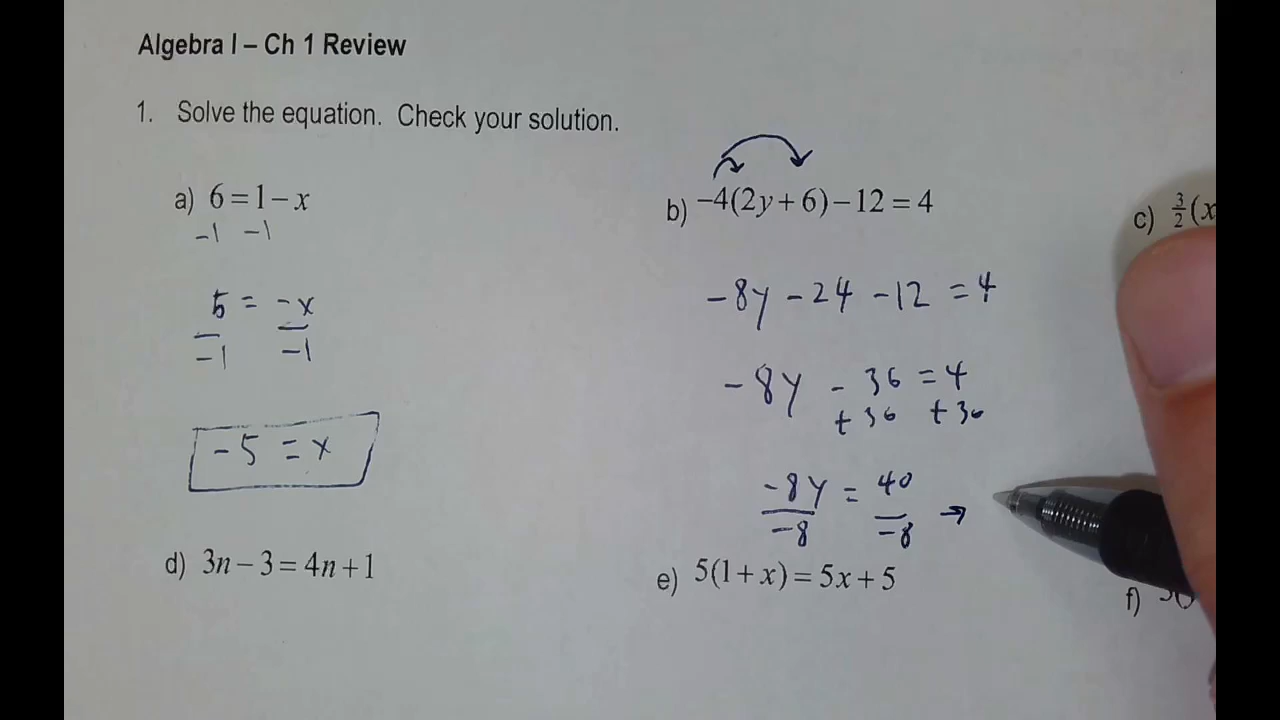 Algebra I – Ch 1 Review
1. Solve the equation. Check your solution.
a) 6 = 1 − x
−1 −1
5 = −x
−1 −1
−5 = x
b) −4(2y + 6) − 12 = 4
−8y − 24 − 12 = 4
−8y − 36 = 4
+36 +36
−8y = 40 →
−8 −8
c) 3/2 (x
d) 3n − 3 = 4n + 1
e) 5(1 + x) = 5x + 5
f)